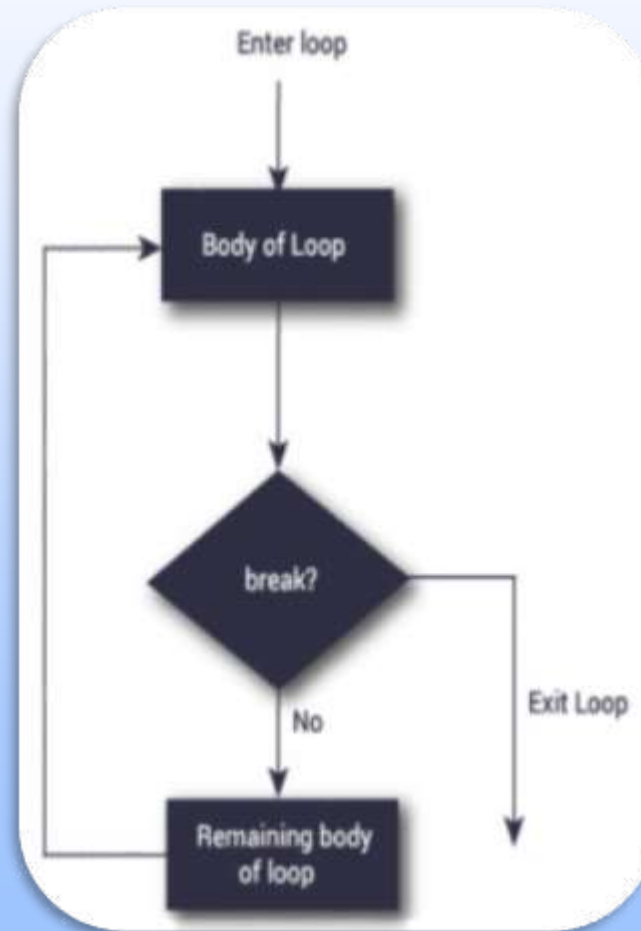 Enter loop
Body of Loop
break?
No
Exit Loop
Remaining body
of loop